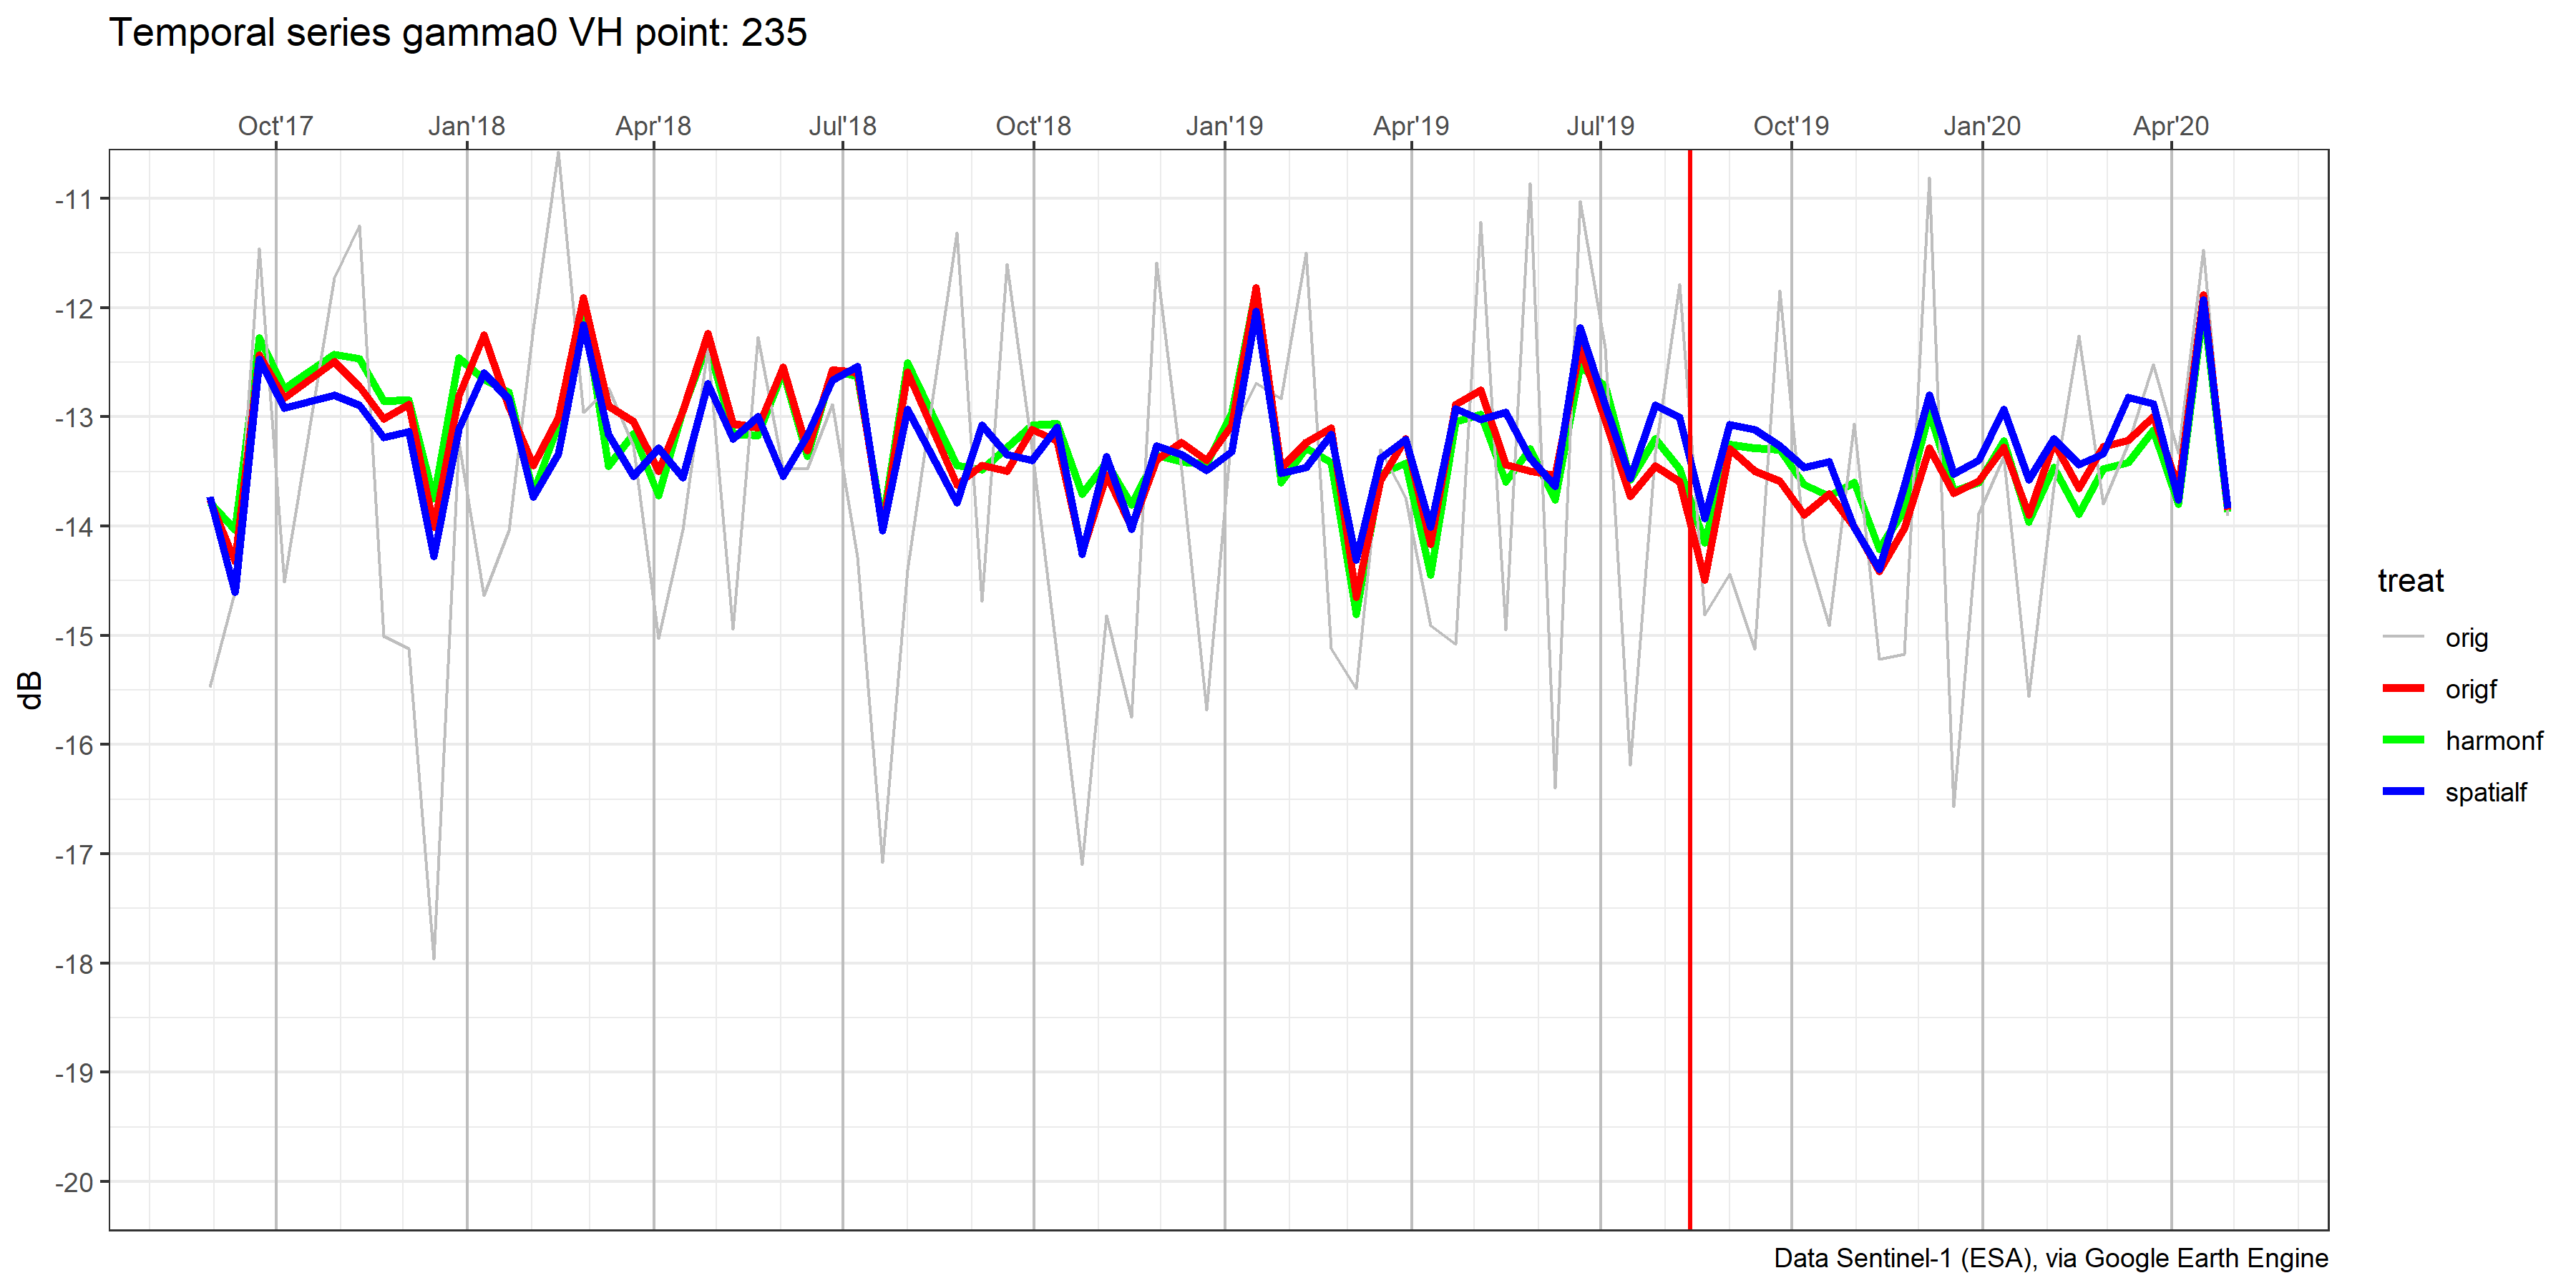 Temporal series gamma0 VH point: 235
Oct'17 Jan'18 Apr'18 Jul'18 Oct'18 Jan'19 Apr'19 Jul'19 Oct'19 Jan'20 Apr'20
-11
-12
-13
-14
-15
-16
-17
-18
-19
-20
dB
treat
orig
origf
harmonf
spatialf
Data Sentinel-1 (ESA), via Google Earth Engine